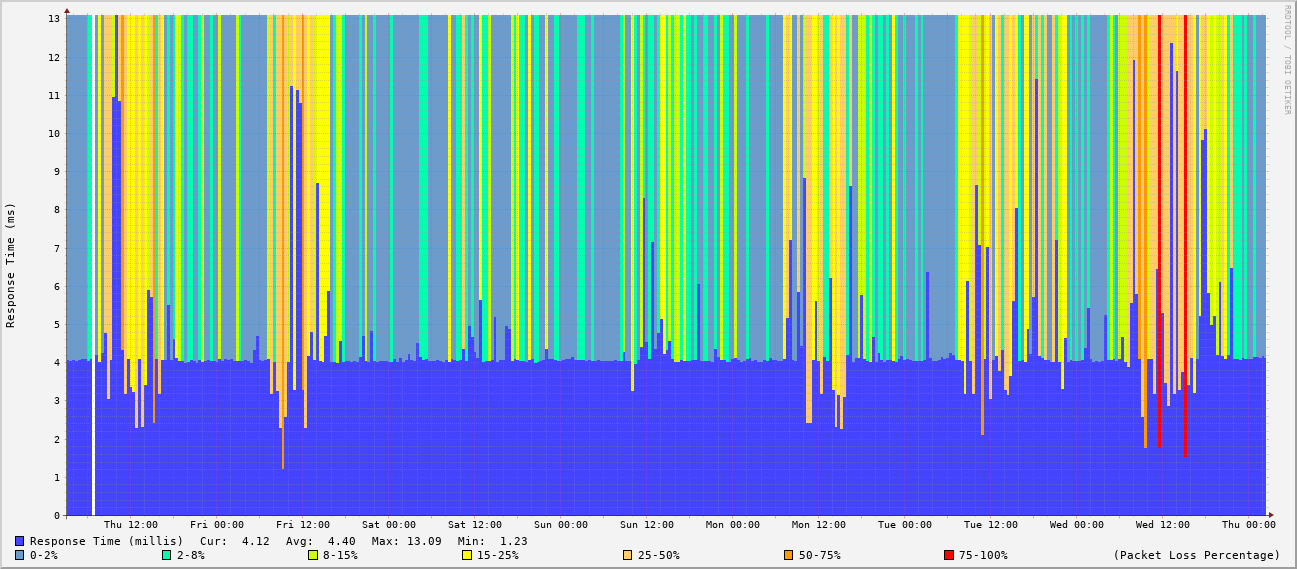 RRDTOOL / TOBI OETIKER
Response Time (ms)
13
12
11
10
9
8
7
6
5
4
3
2
1
0
Thu 12:00 Fri 00:00 Fri 12:00 Sat 00:00 Sat 12:00 Sun 00:00 Sun 12:00 Mon 00:00 Mon 12:00 Tue 00:00 Tue 12:00 Wed 00:00 Wed 12:00 Thu 00:00
Response Time (millis) Cur: 4.12 Avg: 4.40 Max: 13.09 Min: 1.23
0-2% 2-8% 8-15% 15-25% 25-50% 50-75% 75-100% (Packet Loss Percentage)